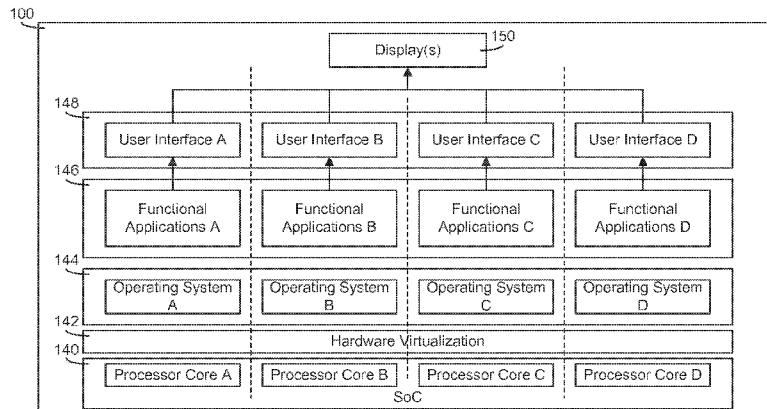 100
150
Display(s)
148
User Interface A
User Interface B
User Interface C
User Interface D
146
Functional
Applications A
Functional
Applications B
Functional
Applications C
Functional
Applications D
144
Operating System
A
Operating System
B
Operating System
C
Operating System
D
142
Hardware Virtualization
140
Processor Core A
Processor Core B
Processor Core C
Processor Core D
SoC